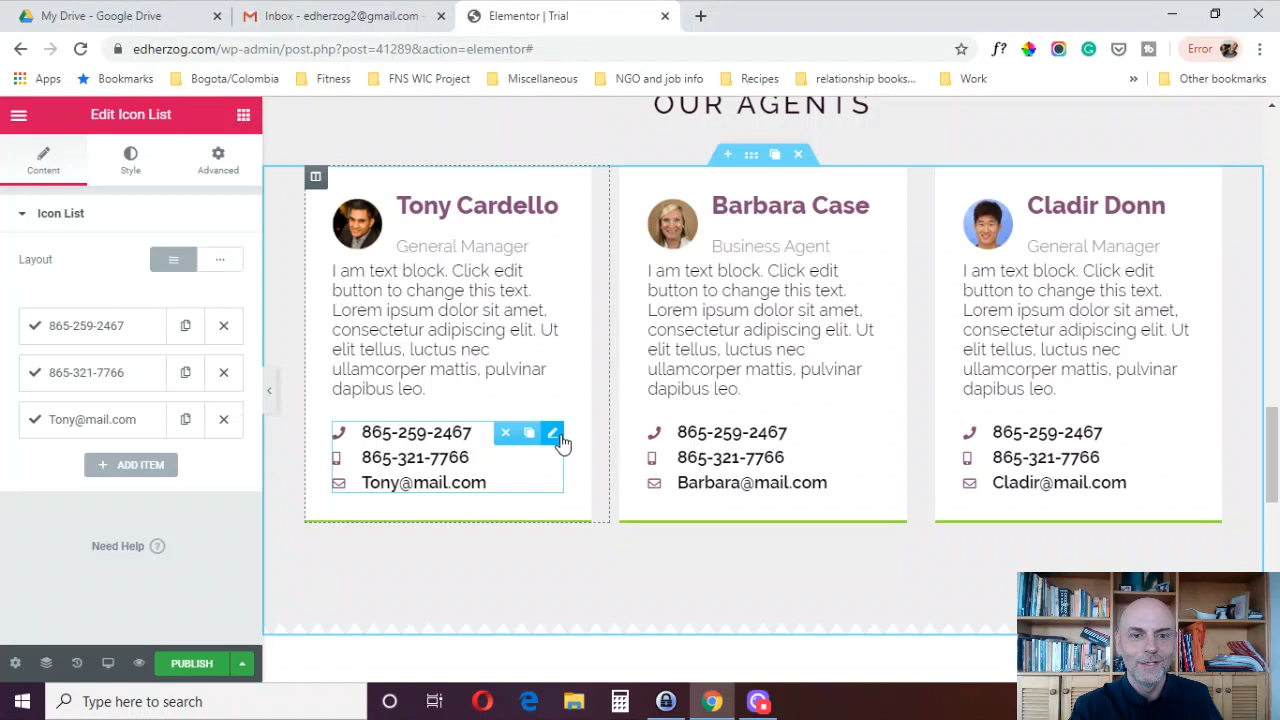 My Drive - Google Drive
Inbox - edherzog2@gmail.com -
Elementor | Trial
edherzog.com/wp-admin/post.php?post=41289&action=elementor#
f?
Error
Apps
Bookmarks
Bogota/Colombia
Fitness
FNS WIC Project
Miscellaneous
NGO and job info
Recipes
relationship books...
Work
Other bookmarks
Edit Icon List
Content
Style
Advanced
Icon List
Layout
865-259-2467
865-321-7766
Tony@mail.com
ADD ITEM
Need Help
PUBLISH
OUR AGENTS
Tony Cardello
General Manager
I am text block. Click edit
button to change this text.
Lorem ipsum dolor sit amet,
consectetur adipiscing elit. Ut
elit tellus, luctus nec
ullamcorper mattis, pulvinar
dapibus leo.
865-259-2467
865-321-7766
Tony@mail.com
Barbara Case
Business Agent
I am text block. Click edit
button to change this text.
Lorem ipsum dolor sit amet,
consectetur adipiscing elit. Ut
elit tellus, luctus nec
ullamcorper mattis, pulvinar
dapibus leo.
865-259-2467
865-321-7766
Barbara@mail.com
Cladir Donn
General Manager
I am text block. Click edit
button to change this text.
Lorem ipsum dolor sit amet,
consectetur adipiscing elit. Ut
elit tellus, luctus nec
ullamcorper mattis, pulvinar
dapibus leo.
865-259-2467
865-321-7766
Cladir@mail.com
Type here to search